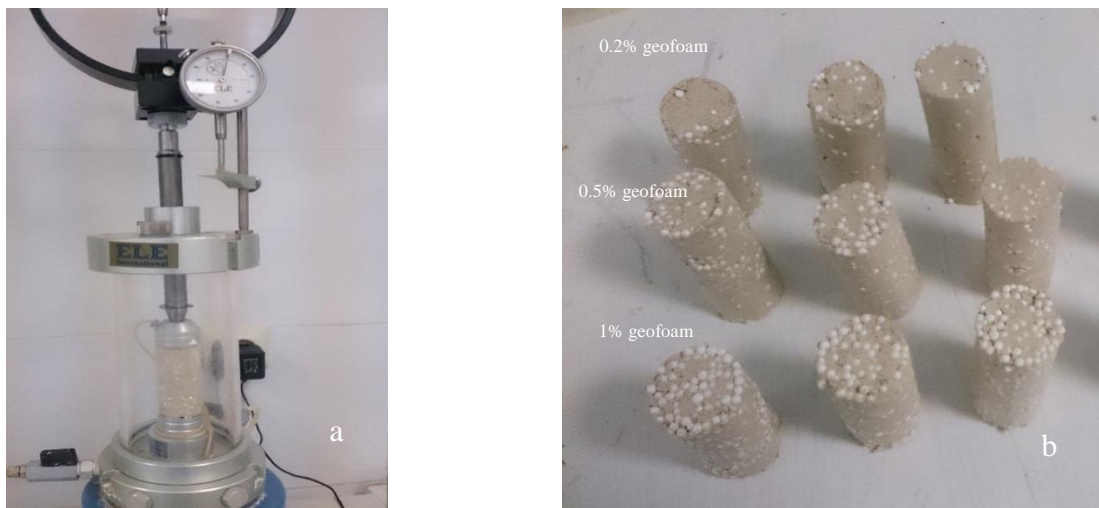 ELE
ELE
International
a
0.2% geofoam
0.5% geofoam
1% geofoam
b